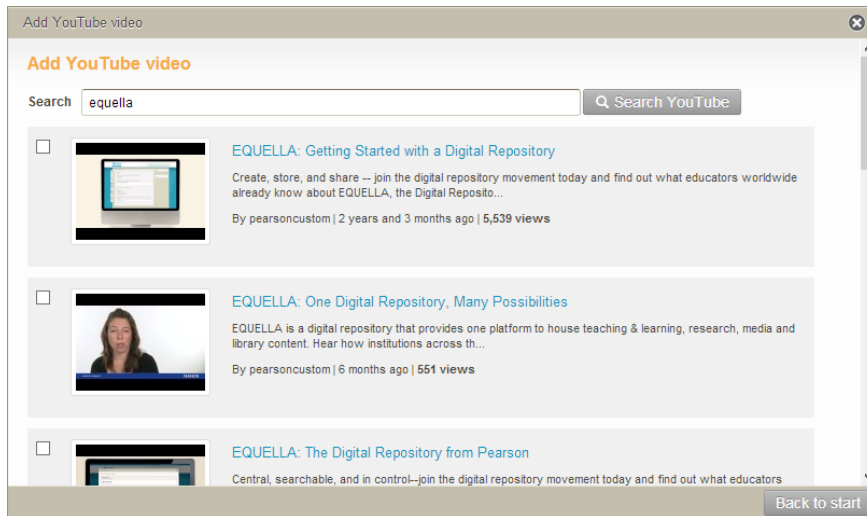 Add YouTube video
Add YouTube video
Search equella Search YouTube
EQUELLA: Getting Started with a Digital Repository
Create, store, and share -- join the digital repository movement today and find out what educators worldwide
already know about EQUELLA, the Digital Reposito...
By pearsoncustom | 2 years and 3 months ago | 5,539 views
EQUELLA: One Digital Repository, Many Possibilities
EQUELLA is a digital repository that provides one platform to house teaching & learning, research, media and
library content. Hear how institutions across th...
By pearsoncustom | 6 months ago | 551 views
EQUELLA: The Digital Repository from Pearson
Central, searchable, and in control--join the digital repository movement today and find out what educators
Back to start